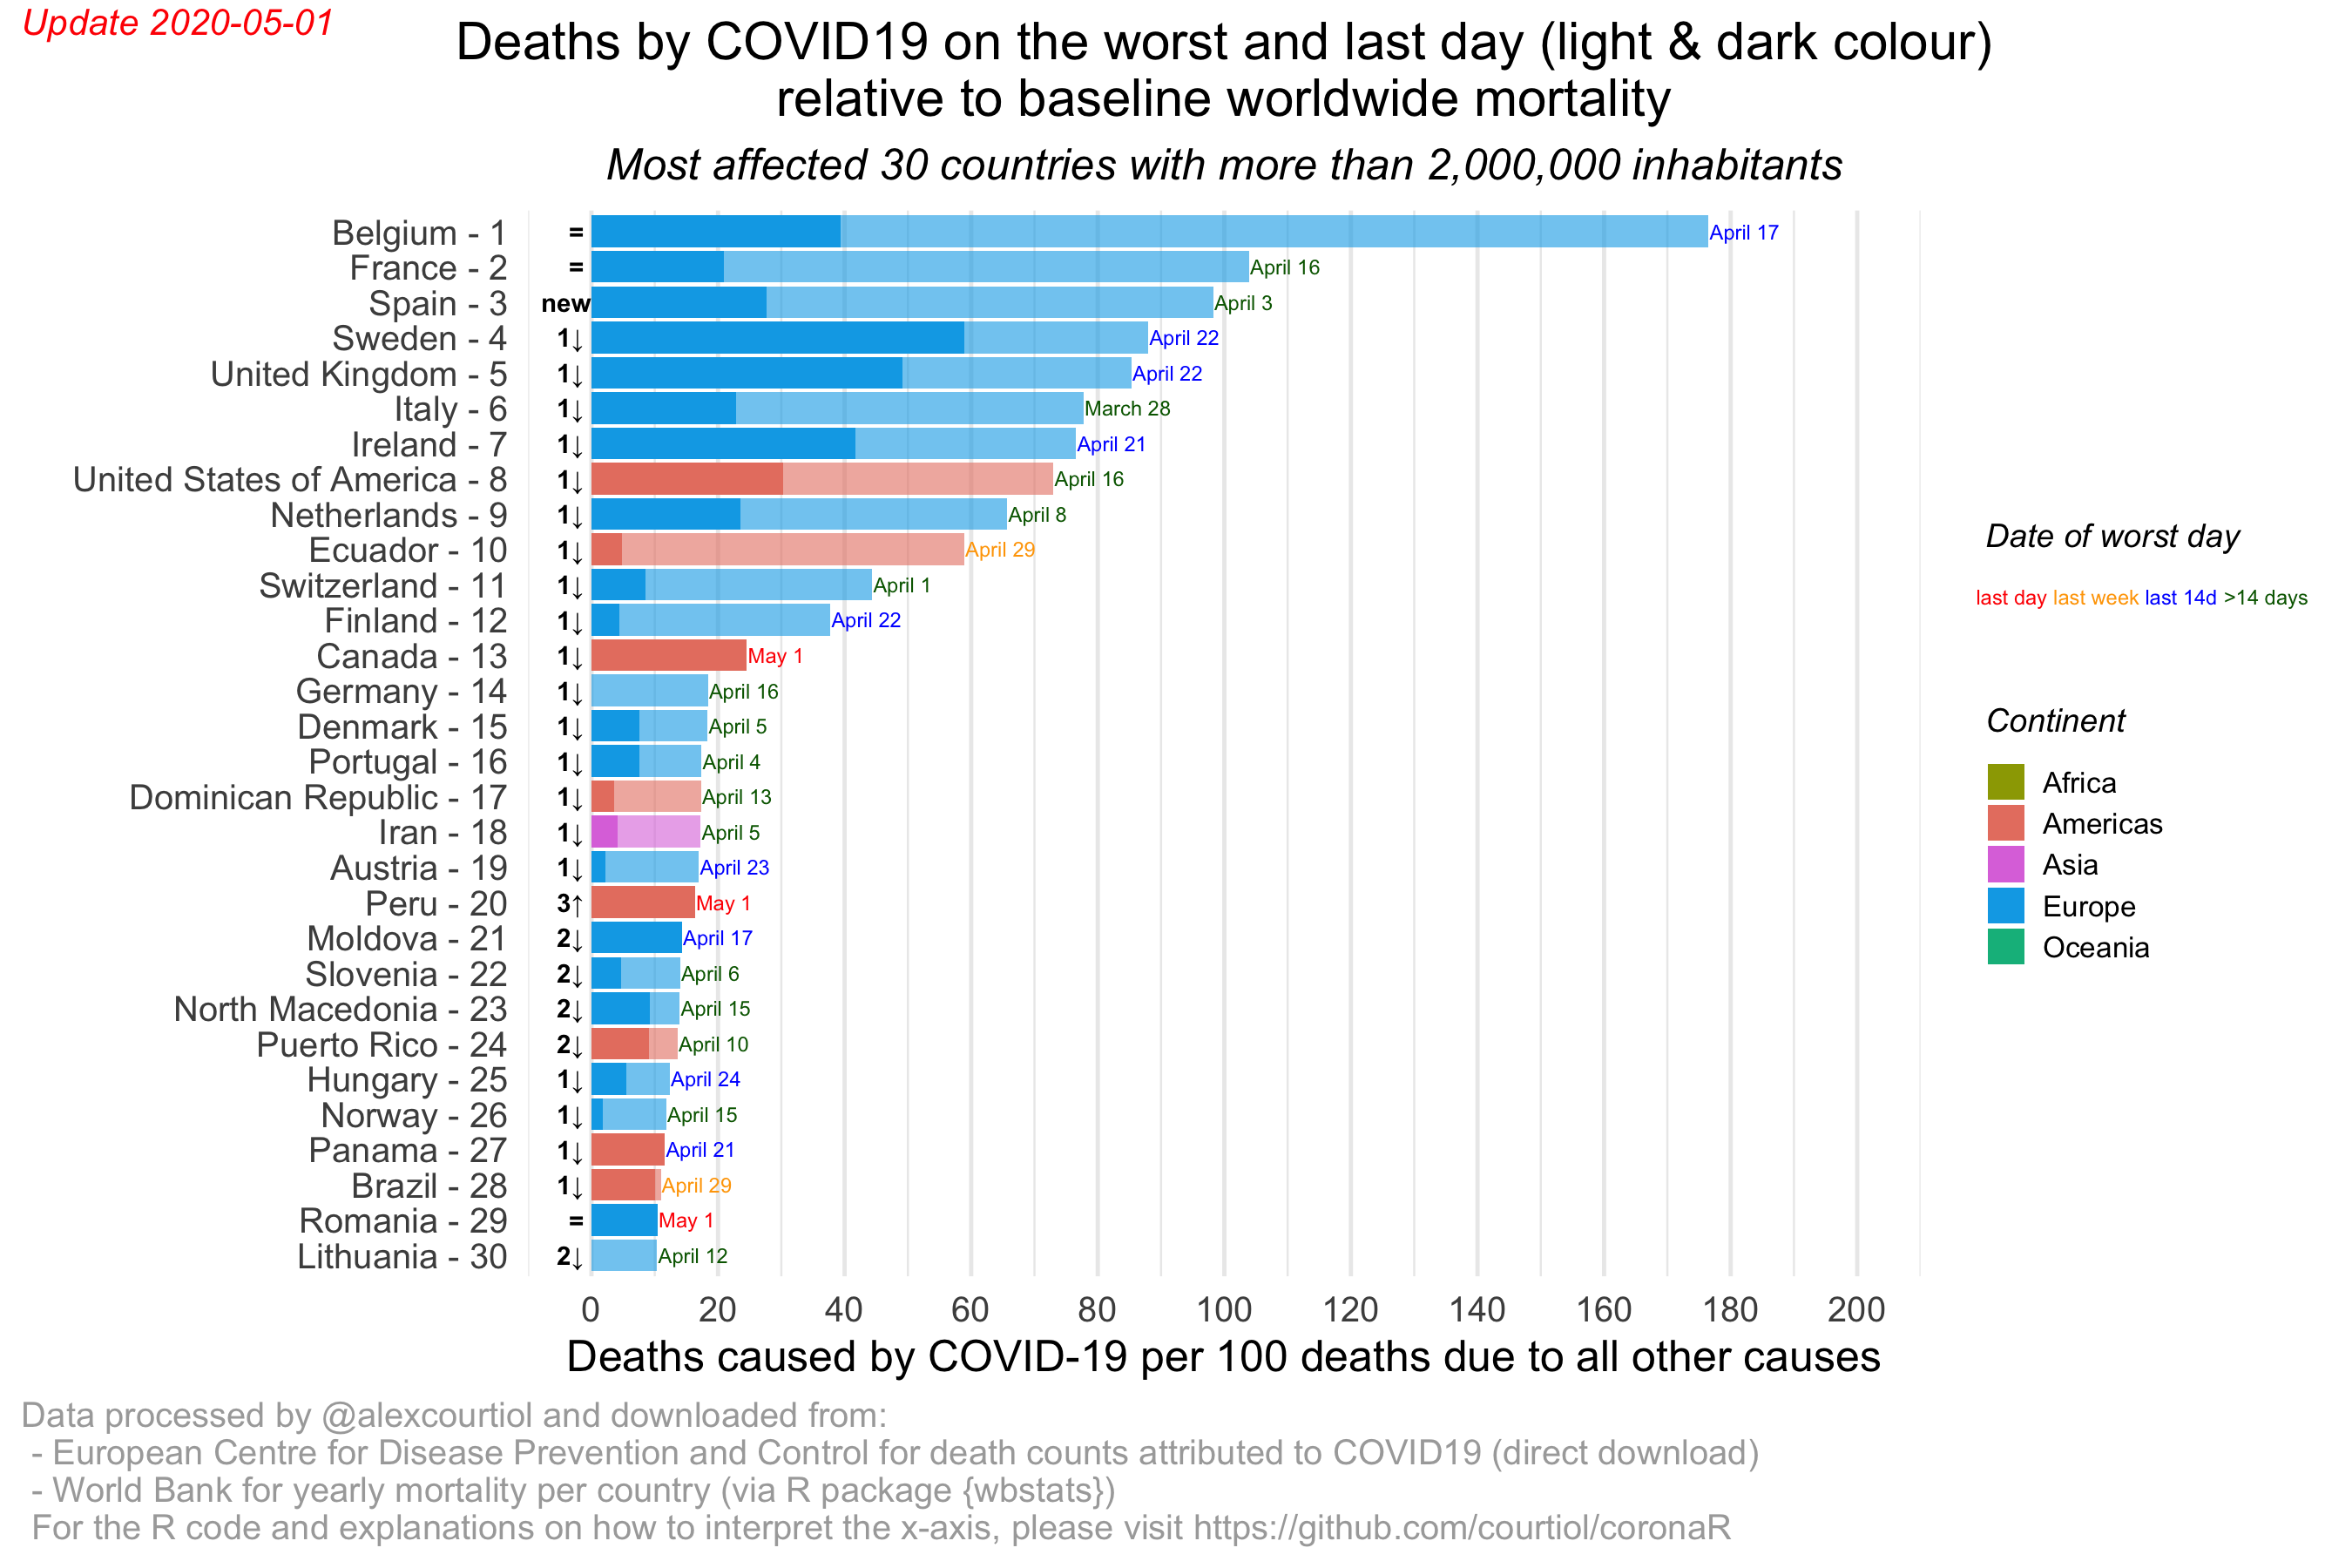 Update 2020-05-01
Deaths by COVID19 on the worst and last day (light & dark colour)
relative to baseline worldwide mortality
Most affected 30 countries with more than 2,000,000 inhabitants
Belgium - 1 = April 17
France - 2 = April 16
Spain - 3 new April 3
Sweden - 4 1↓ April 22
United Kingdom - 5 1↓ April 22
Italy - 6 1↓ March 28
Ireland - 7 1↓ April 21
United States of America - 8 1↓ April 16
Netherlands - 9 1↓ April 8
Ecuador - 10 1↓ April 29
Switzerland - 11 1↓ April 1
Finland - 12 1↓ April 22
Canada - 13 1↓ May 1
Germany - 14 1↓ April 16
Denmark - 15 1↓ April 5
Portugal - 16 1↓ April 4
Dominican Republic - 17 1↓ April 13
Iran - 18 1↓ April 5
Austria - 19 1↓ April 23
Peru - 20 3↑ May 1
Moldova - 21 2↓ April 17
Slovenia - 22 2↓ April 6
North Macedonia - 23 2↓ April 15
Puerto Rico - 24 2↓ April 10
Hungary - 25 1↓ April 24
Norway - 26 1↓ April 15
Panama - 27 1↓ April 21
Brazil - 28 1↓ April 29
Romania - 29 = May 1
Lithuania - 30 2↓ April 12
0 20 40 60 80 100 120 140 160 180 200
Deaths caused by COVID-19 per 100 deaths due to all other causes
Date of worst day
last day last week last 14d >14 days
Continent
Africa
Americas
Asia
Europe
Oceania
Data processed by @alexcourtiol and downloaded from:
- European Centre for Disease Prevention and Control for death counts attributed to COVID19 (direct download)
- World Bank for yearly mortality per country (via R package {wbstats})
For the R code and explanations on how to interpret the x-axis, please visit https://github.com/courtiol/coronaR